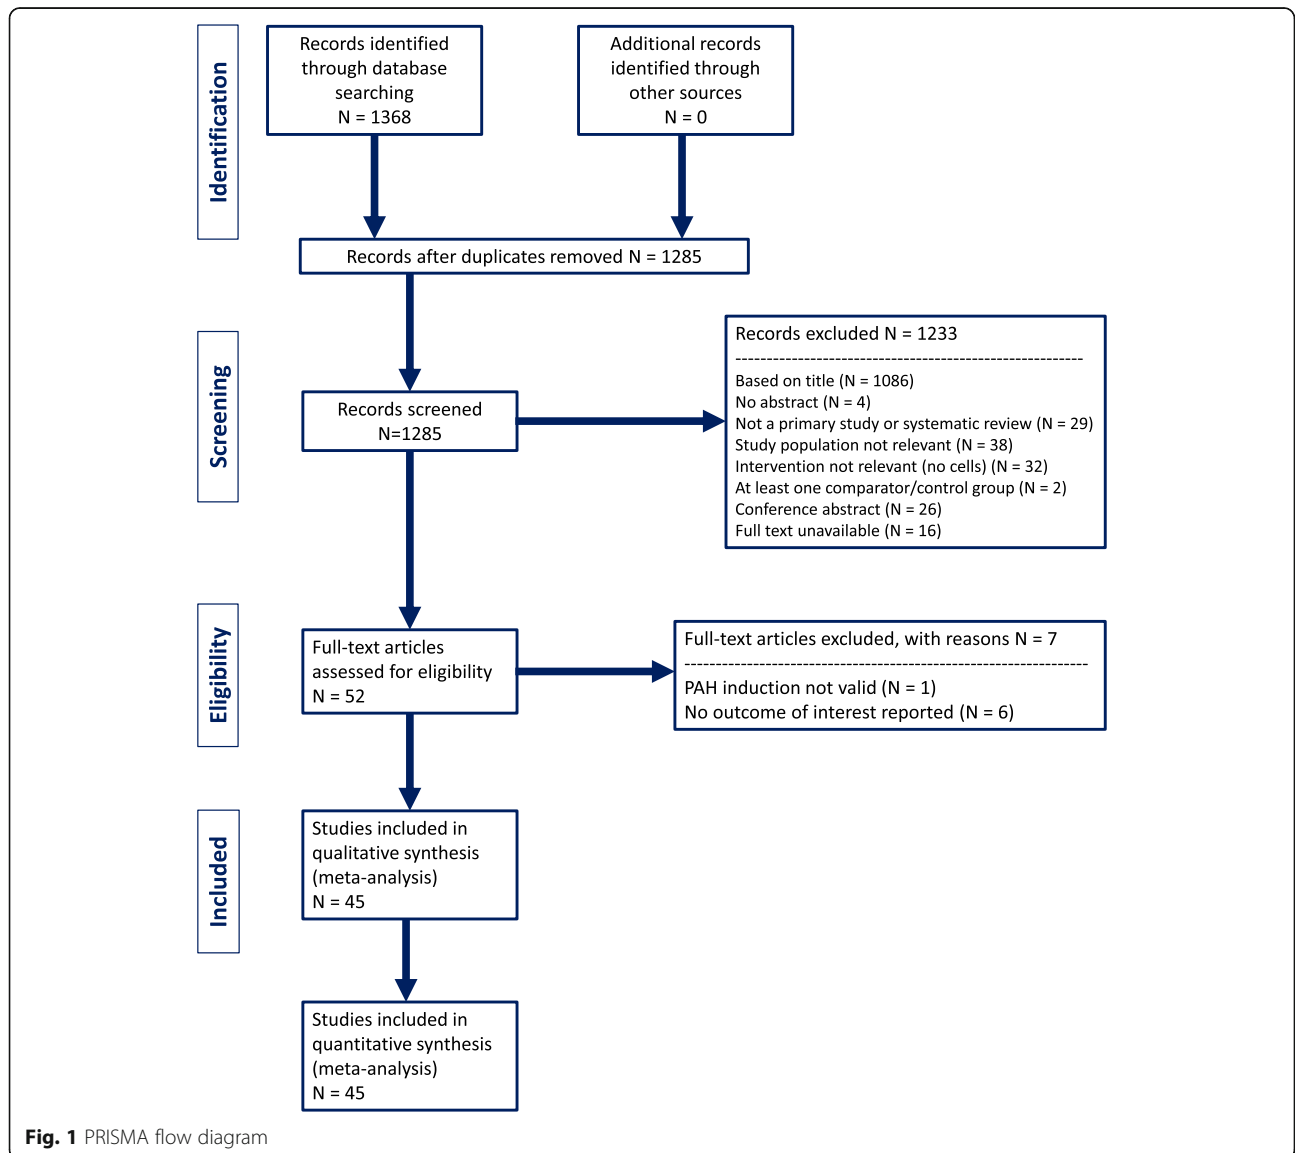 Identification
Records identified
through database
searching
N = 1368
Additional records
identified through
other sources
N = 0
Records after duplicates removed N = 1285
Screening
Records screened
N=1285
Records excluded N = 1233
--------------------------------------------------------
Based on title (N = 1086)
No abstract (N = 4)
Not a primary study or systematic review (N = 29)
Study population not relevant (N = 38)
Intervention not relevant (no cells) (N = 32)
At least one comparator/control group (N = 2)
Conference abstract (N = 26)
Full text unavailable (N = 16)
Eligibility
Full-text articles
assessed for eligibility
N = 52
Full-text articles excluded, with reasons N = 7
-----------------------------------------------------------------
PAH induction not valid (N = 1)
No outcome of interest reported (N = 6)
Included
Studies included in
qualitative synthesis
(meta-analysis)
N = 45
Studies included in
quantitative synthesis
(meta-analysis)
N = 45
Fig. 1 PRISMA flow diagram